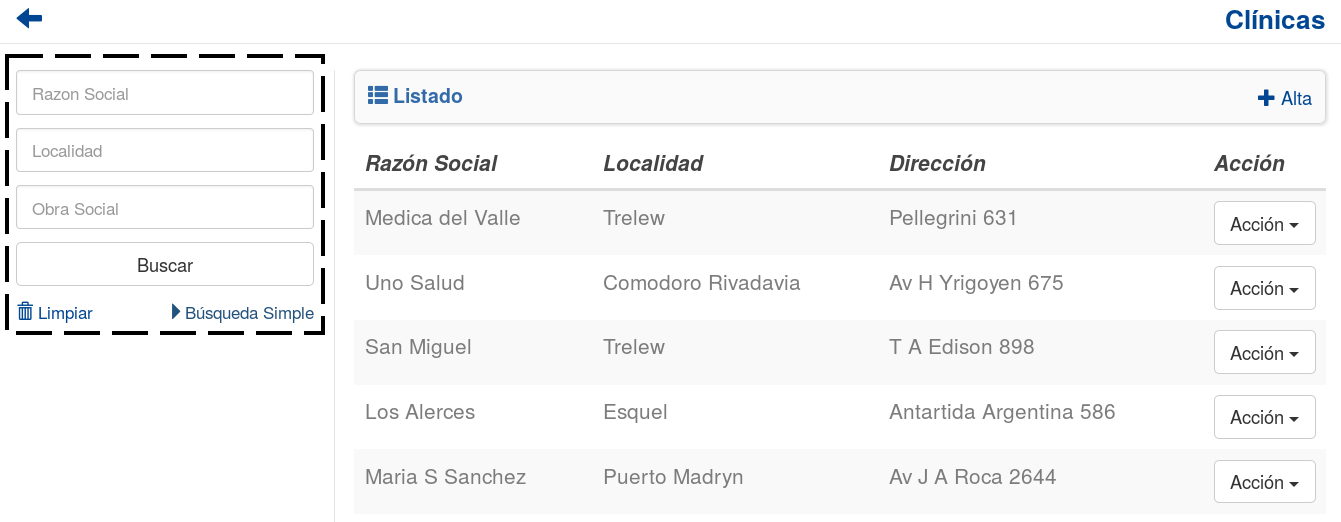 Clínicas
Razon Social
Localidad
Obra Social
Buscar
Limpiar Búsqueda Simple
Listado Alta
Razón Social Localidad Dirección Acción
Medica del Valle Trelew Pellegrini 631 Acción
Uno Salud Comodoro Rivadavia Av H Yrigoyen 675 Acción
San Miguel Trelew T A Edison 898 Acción
Los Alerces Esquel Antartida Argentina 586 Acción
Maria S Sanchez Puerto Madryn Av J A Roca 2644 Acción